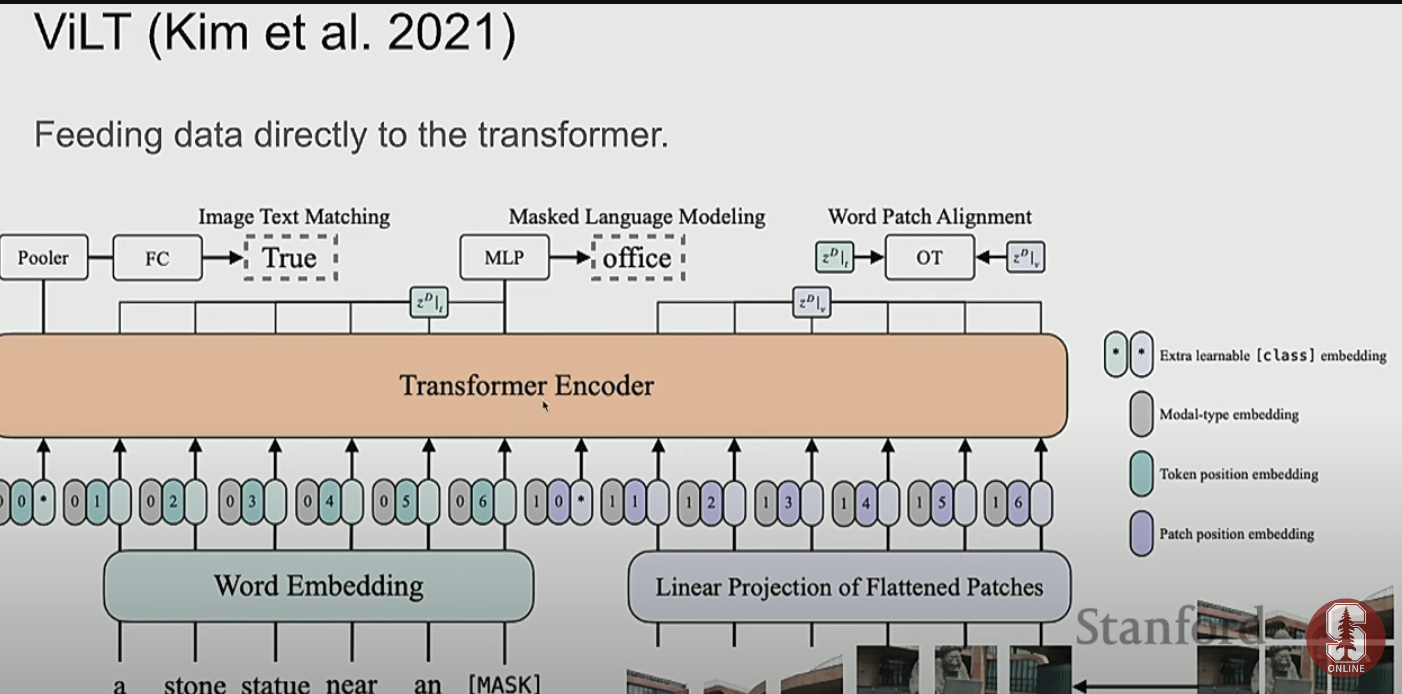 ViLT (Kim et al. 2021)
Feeding data directly to the transformer.
Image Text Matching
Masked Language Modeling
Word Patch Alignment
Pooler
FC
True
MLP
office
z^D|_t
OT
z^D|_v
z^D|_t
z^D|_v
Transformer Encoder
* * Extra learnable [class] embedding
Modal-type embedding
Token position embedding
Patch position embedding
0 * 0 1 0 2 0 3 0 4 0 5 0 6 1 0 * 1 1 1 2 1 3 1 4 1 5 1 6
Word Embedding
Linear Projection of Flattened Patches
a stone statue near an [MASK]
Stanford
S
ONLINE